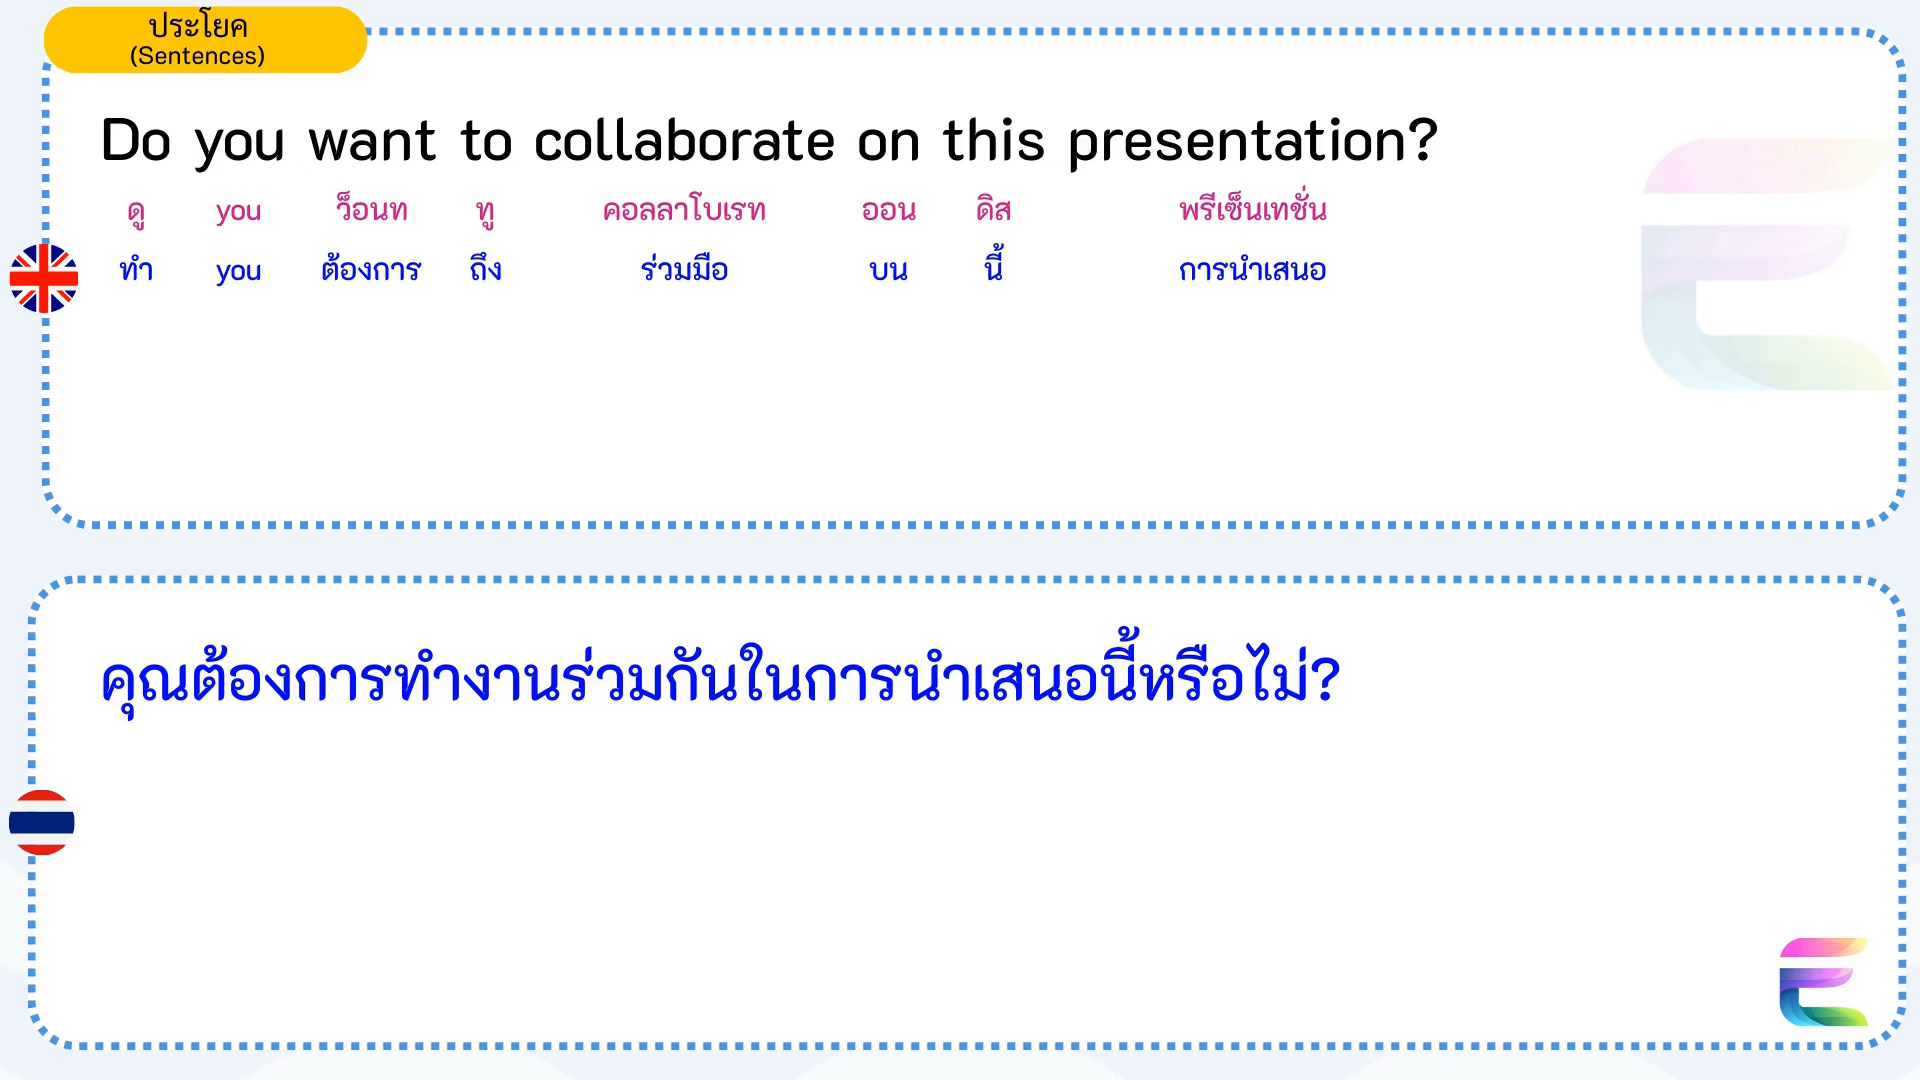 ประโยค
(Sentences)
Do you want to collaborate on this presentation?
ดู you ว็อนท ทู คอลลาโบเรท ออน ดิส พรีเซ็นเทชั่น
ทำ you ต้องการ ถึง ร่วมมือ บน นี้ การนำเสนอ
คุณต้องการทำงานร่วมกันในการนำเสนอนี้หรือไม่?